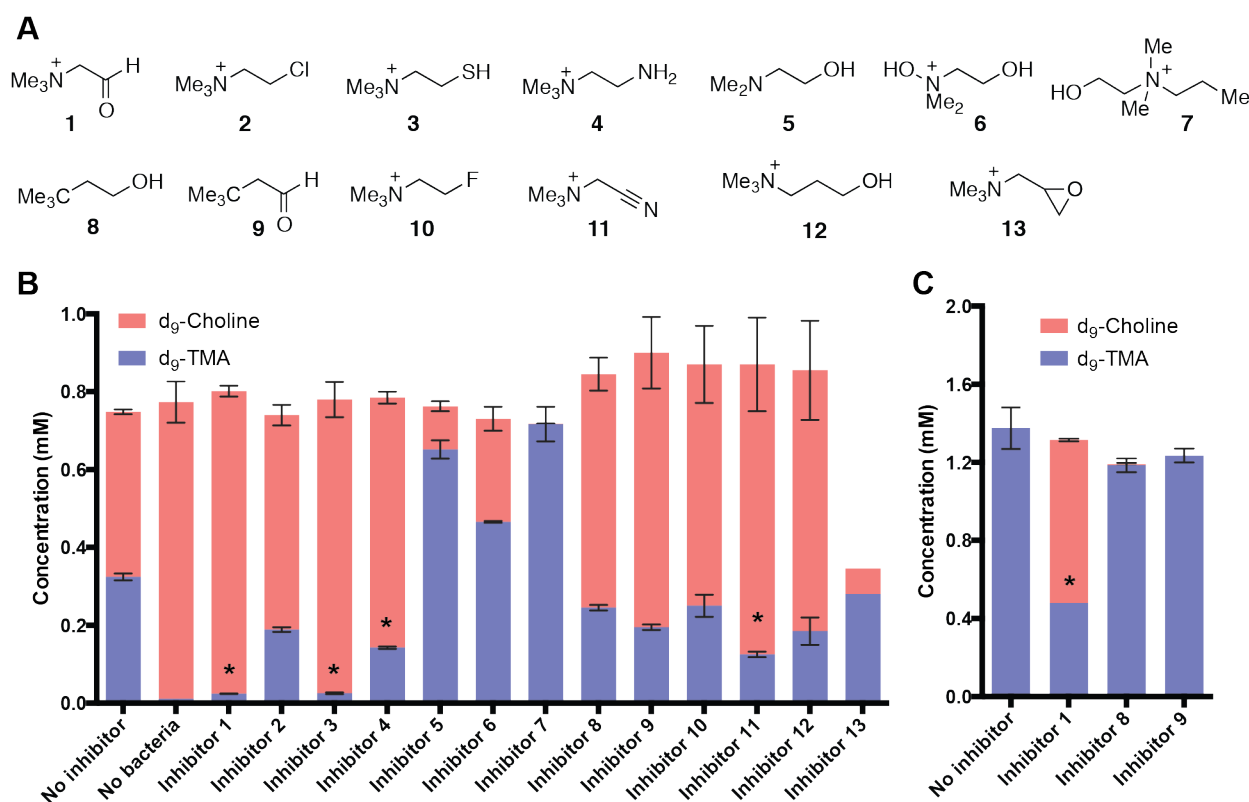 A
Me3N+ H O
1
Me3N+ Cl
2
Me3N+ SH
3
Me3N+ NH2
4
Me2N OH
5
HO N+ Me2 OH
6
HO Me N+ Me Me
7
Me3C OH
8
Me3C H O
9
Me3N+ F
10
Me3N+ N
11
Me3N+ OH
12
Me3N+ O
13
B
d9-Choline
d9-TMA
Concentration (mM)
1.0
0.8
0.6
0.4
0.2
0.0
* * * *
No inhibitor
No bacteria
Inhibitor 1
Inhibitor 2
Inhibitor 3
Inhibitor 4
Inhibitor 5
Inhibitor 6
Inhibitor 7
Inhibitor 8
Inhibitor 9
Inhibitor 10
Inhibitor 11
Inhibitor 12
Inhibitor 13
C
d9-Choline
d9-TMA
Concentration (mM)
2.0
1.6
1.2
0.8
0.4
0.0
*
No inhibitor
Inhibitor 1
Inhibitor 8
Inhibitor 9